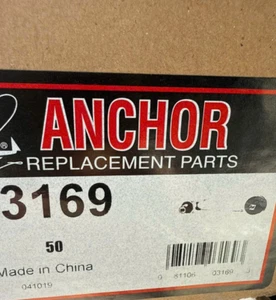 ®
ANCHOR
REPLACEMENT PARTS
3169
50
Made in China
041019